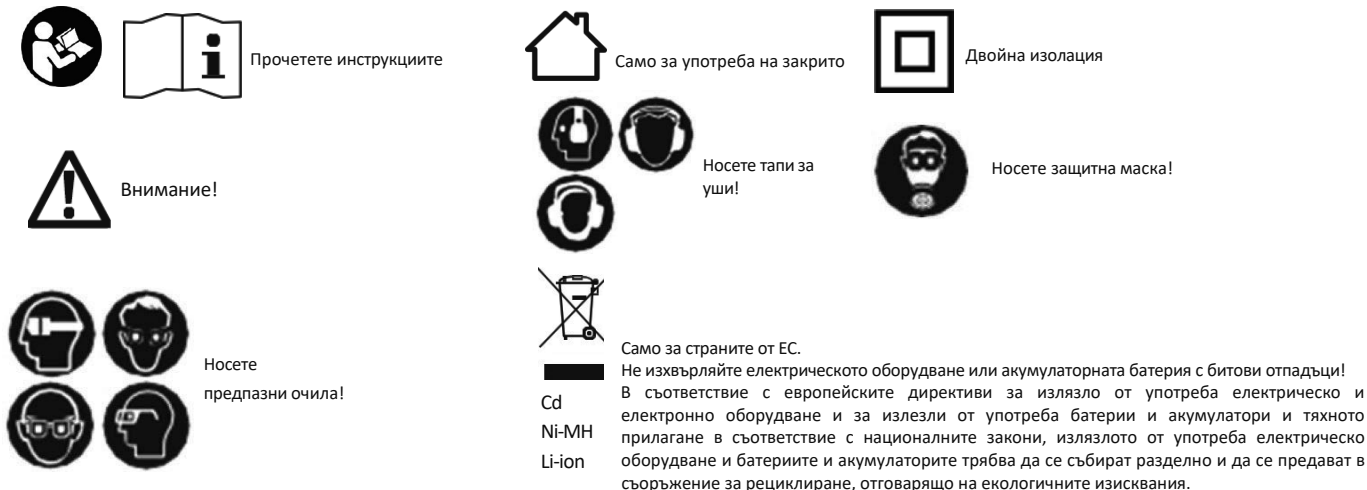 Прочетете инструкциите
Само за употреба на закрито
Двойна изолация
Внимание!
Носете тапи за
уши!
Носете защитна маска!
Носете
предпазни очила!
Cd
Ni-MH
Li-ion
Само за страните от ЕС.
Не изхвърляйте електрическото оборудване или акумулаторната батерия с битови отпадъци!
В съответствие с европейските директиви за излязло от употреба електрическо и
електронно оборудване и за излезли от употреба батерии и акумулатори и тяхното
прилагане в съответствие с националните закони, излязлото от употреба електрическо
оборудване и батериите и акумулаторите трябва да се събират разделно и да се предават в
съоръжение за рециклиране, отговарящо на екологичните изисквания.